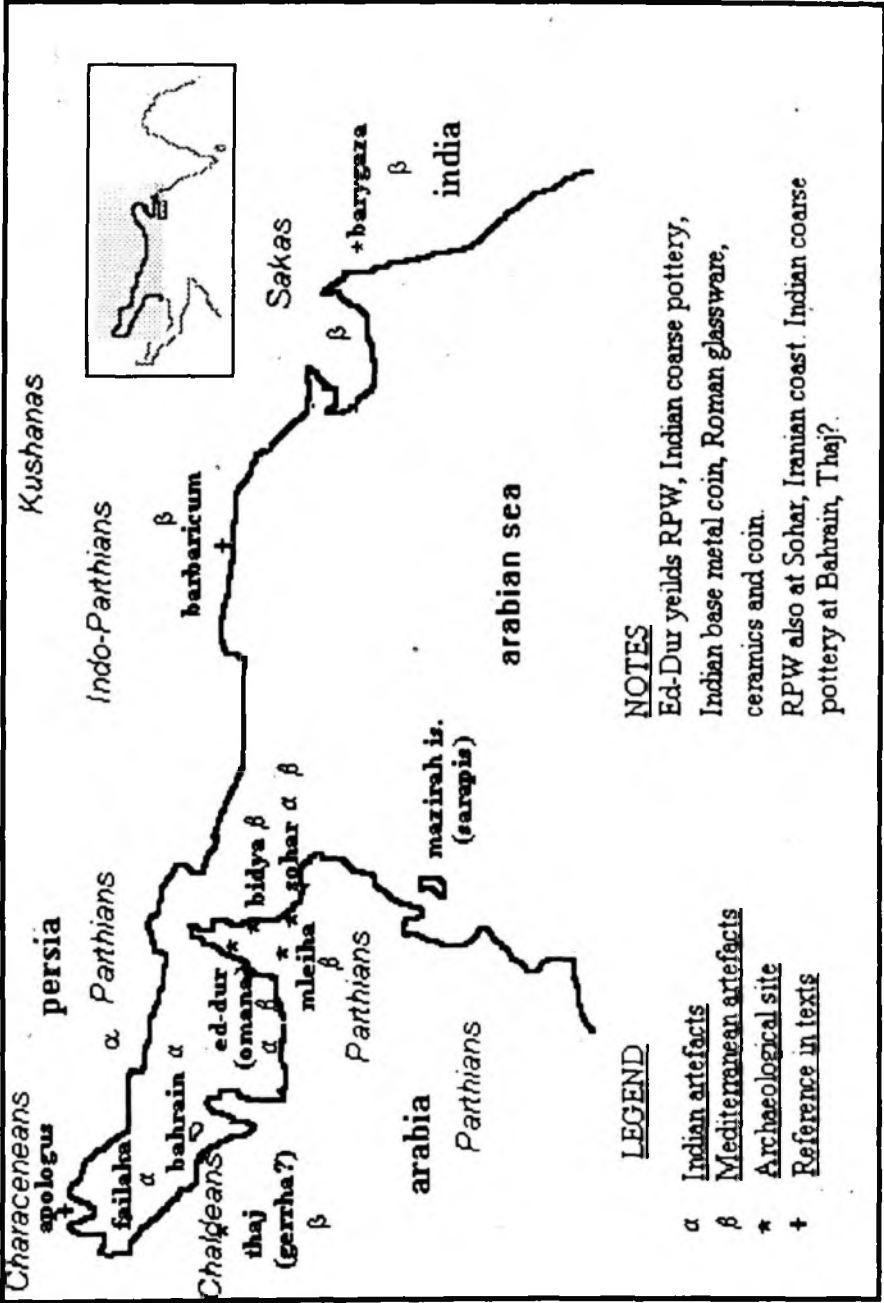 Kushanas
Characeneans
apologus
+
persia
α Parthians
Indo-Parthians
β
barbaricum
+
Sakas
+barygaza
β
india
β
failaka
α
bahrain α
Chaldeans
*
thaj
(gerrha?)
β
ed-dur
(omana)
α β
*
bidya β
*
sohar α β
*
*
mleiha
β
Parthians
arabia
Parthians
mazirah is.
(sarapis)
arabian sea
LEGEND
α Indian artefacts
β Mediterranean artefacts
* Archaeological site
+ Reference in texts
NOTES
Ed-Dur yeilds RPW, Indian coarse pottery,
Indian base metal coin, Roman glassware,
ceramics and coin.
RPW also at Sohar, Iranian coast. Indian coarse
pottery at Bahrain, Thaj?.